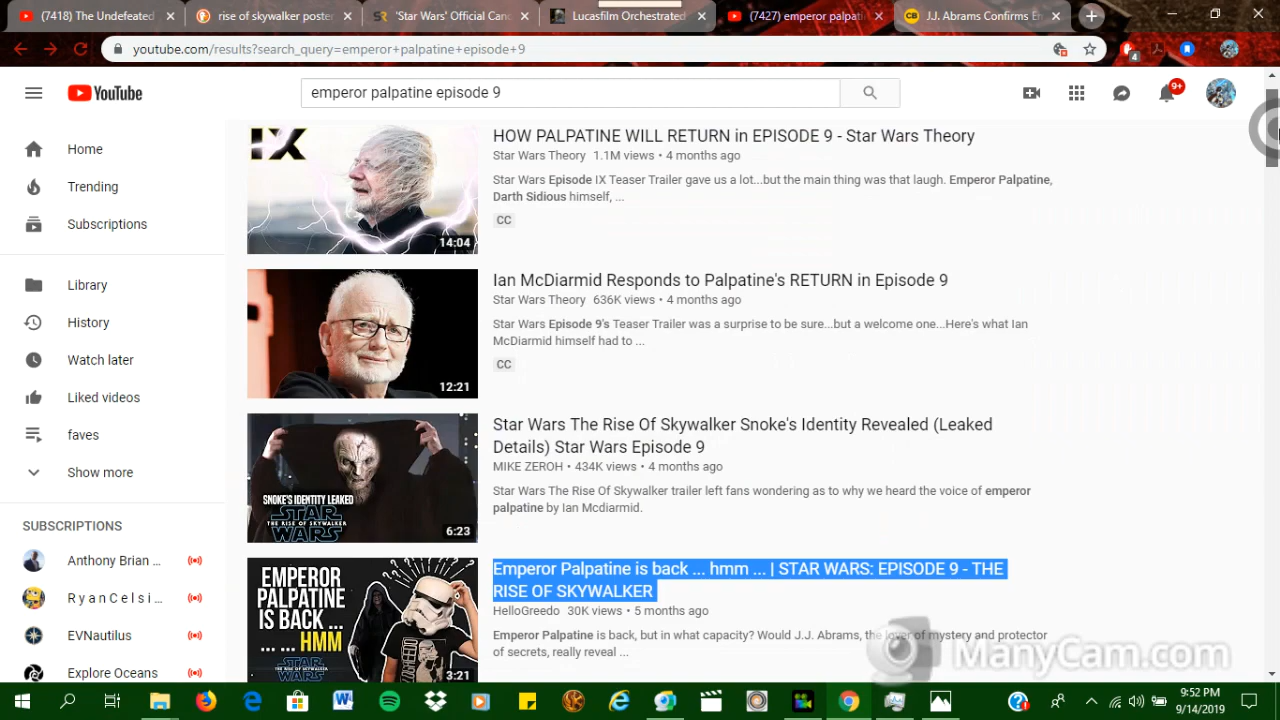 (7418) The Undefeated
rise of skywalker poster
'Star Wars' Official Can
Lucasfilm Orchestrated
(7427) emperor palpati
J.J. Abrams Confirms E
youtube.com/results?search_query=emperor+palpatine+episode+9
4
YouTube
emperor palpatine episode 9
9+
Home
Trending
Subscriptions
Library
History
Watch later
Liked videos
faves
Show more
SUBSCRIPTIONS
Anthony Brian ...
R y a n C e l s i ...
EVNautilus
Explore Oceans
IX
14:04
HOW PALPATINE WILL RETURN in EPISODE 9 - Star Wars Theory
Star Wars Theory 1.1M views • 4 months ago
Star Wars Episode IX Teaser Trailer gave us a lot...but the main thing was that laugh. Emperor Palpatine,
Darth Sidious himself, ...
CC
12:21
Ian McDiarmid Responds to Palpatine's RETURN in Episode 9
Star Wars Theory 636K views • 4 months ago
Star Wars Episode 9's Teaser Trailer was a surprise to be sure...but a welcome one...Here's what Ian
McDiarmid himself had to ...
CC
SNOKE'S IDENTITY LEAKED
STAR
THE RISE OF SKYWALKER
WARS
6:23
Star Wars The Rise Of Skywalker Snoke's Identity Revealed (Leaked
Details) Star Wars Episode 9
MIKE ZEROH • 434K views • 4 months ago
Star Wars The Rise Of Skywalker trailer left fans wondering as to why we heard the voice of emperor
palpatine by Ian Mcdiarmid.
EMPEROR
PALPATINE
IS BACK ...
... ... HMM
STAR
3:21
Emperor Palpatine is back ... hmm ... | STAR WARS: EPISODE 9 - THE
RISE OF SKYWALKER
HelloGreedo 30K views • 5 months ago
Emperor Palpatine is back, but in what capacity? Would J.J. Abrams, the lover of mystery and protector
of secrets, really reveal ...
ManyCam.com
9:52 PM
9/14/2019